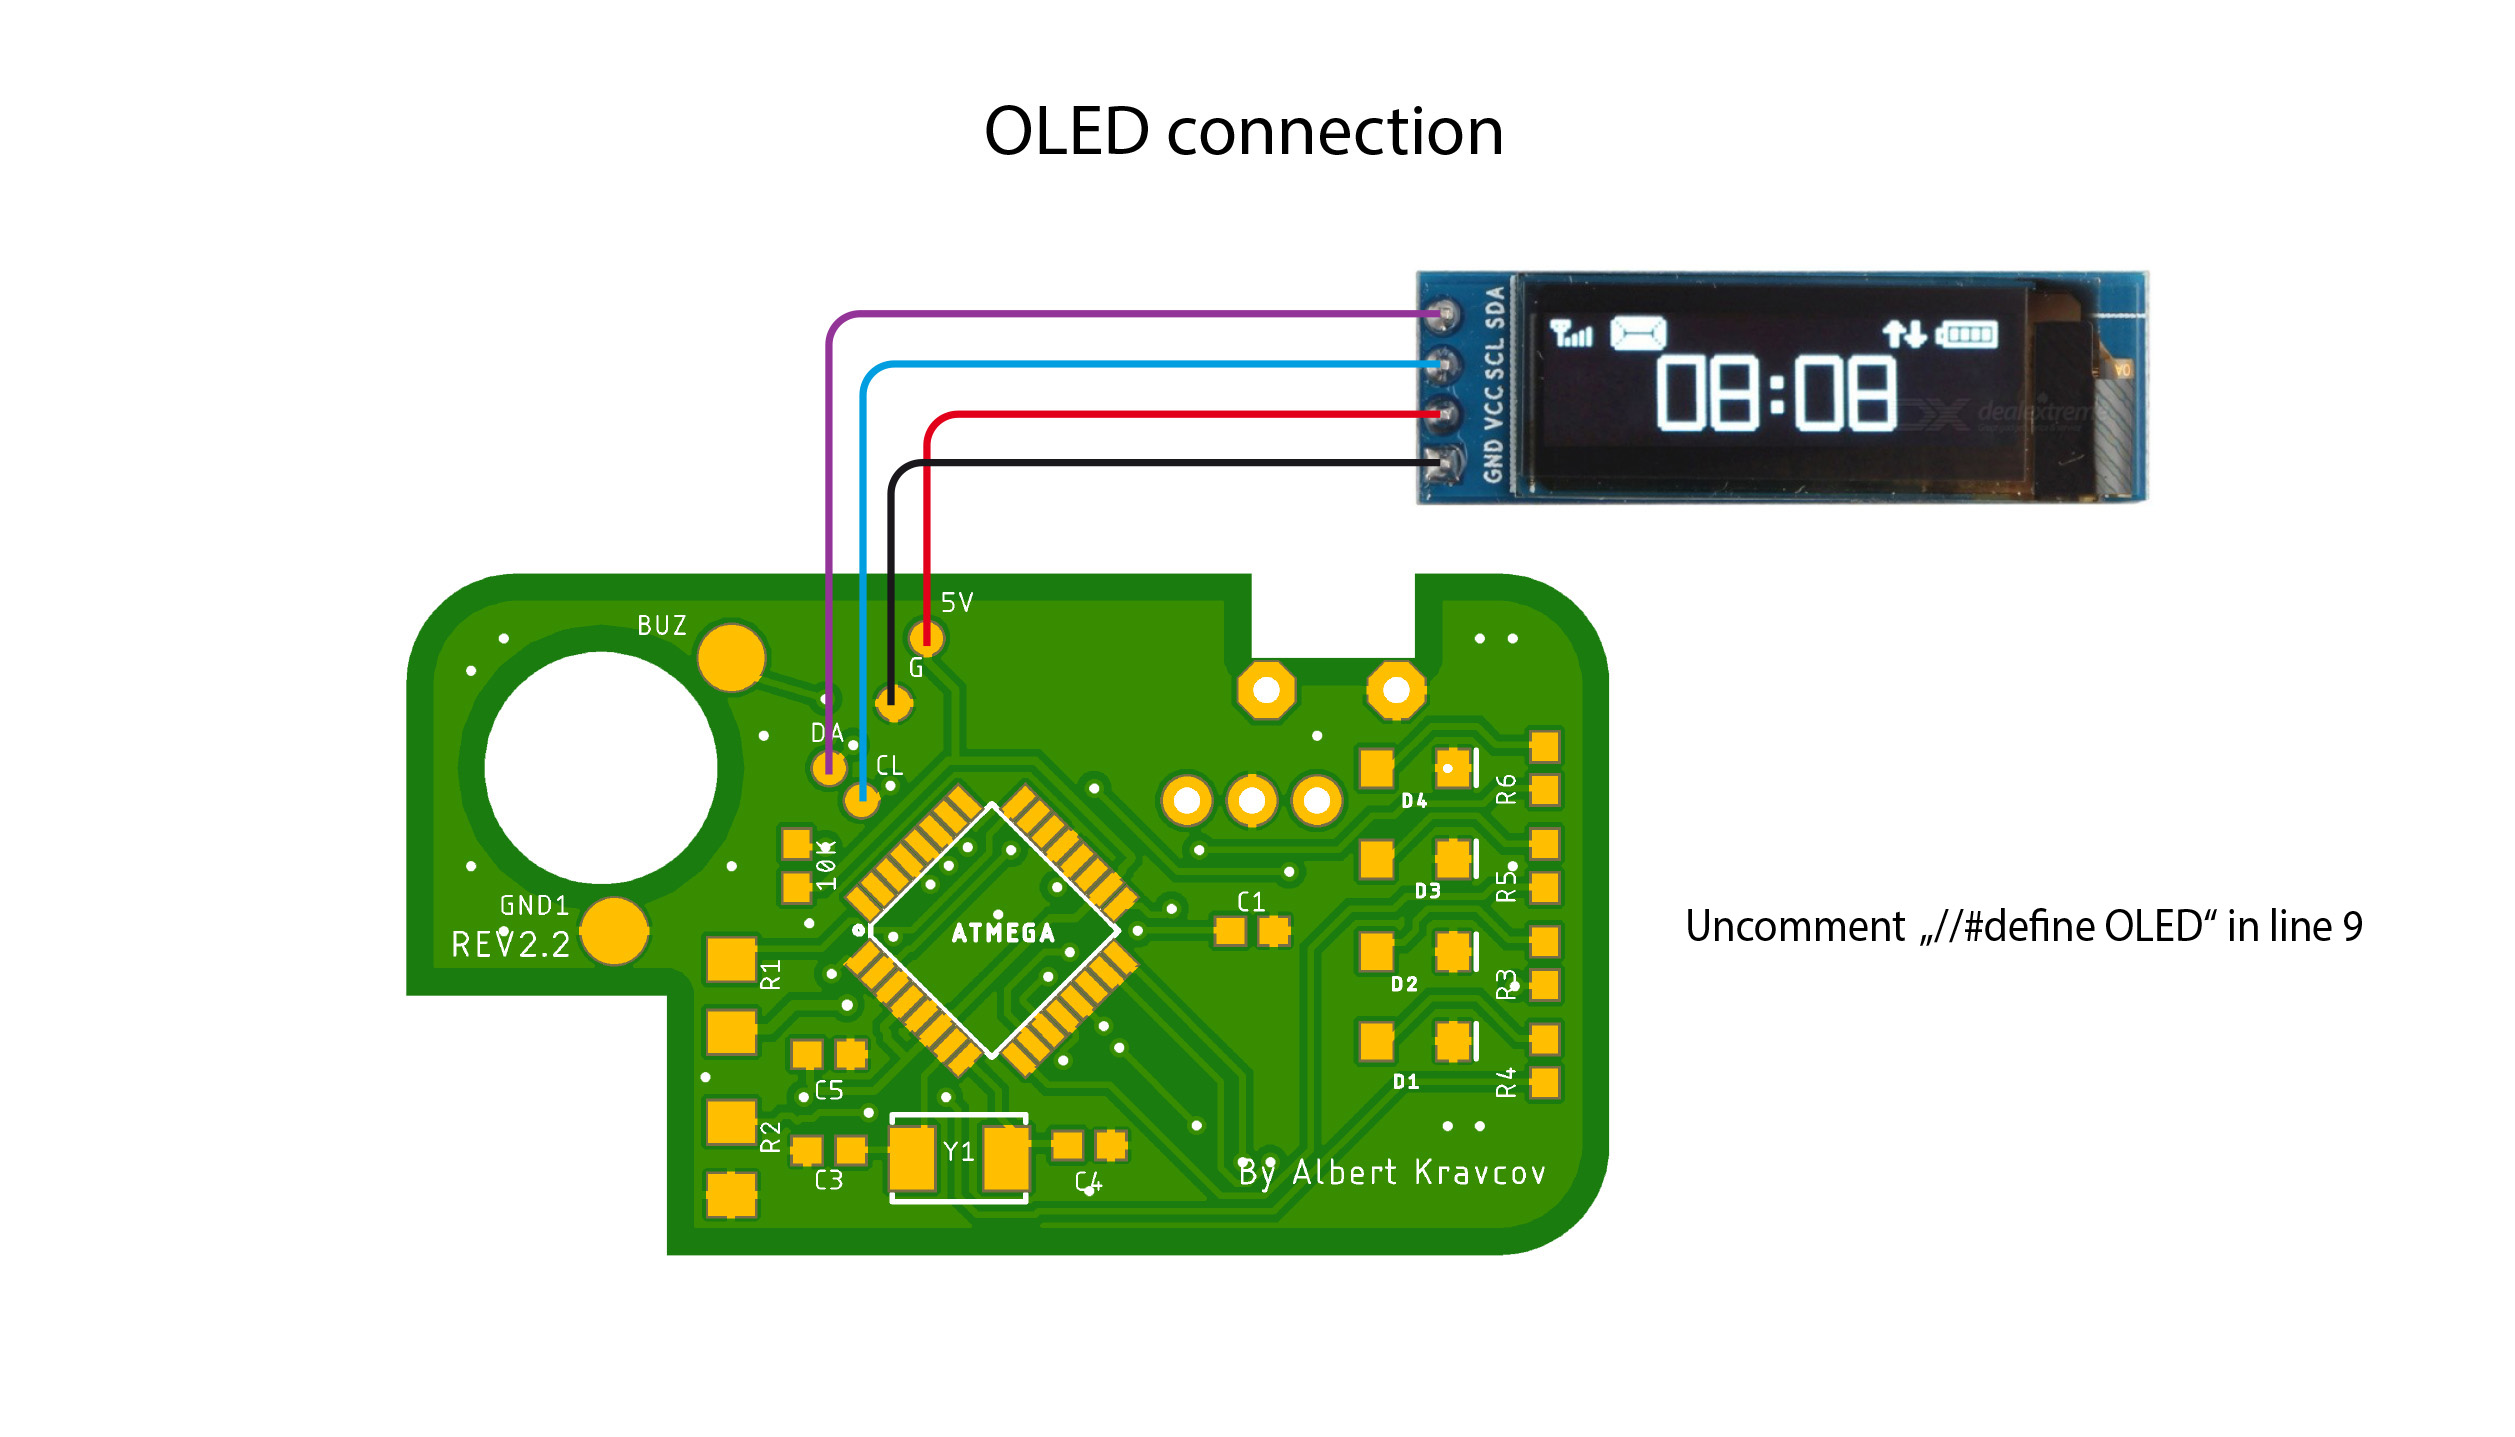 OLED connection
SDA
SCL
VCC
GND
08:08
dealextreme
5V
BUZ
G
DA
CL
10K
D4
R6
GND1
REV2.2
ATMEGA
C1
D3
R5
R1
D2
R3
Uncomment „//#define OLED“ in line 9
C5
D1
R4
R2
C3
Y1
C4
By Albert Kravcov